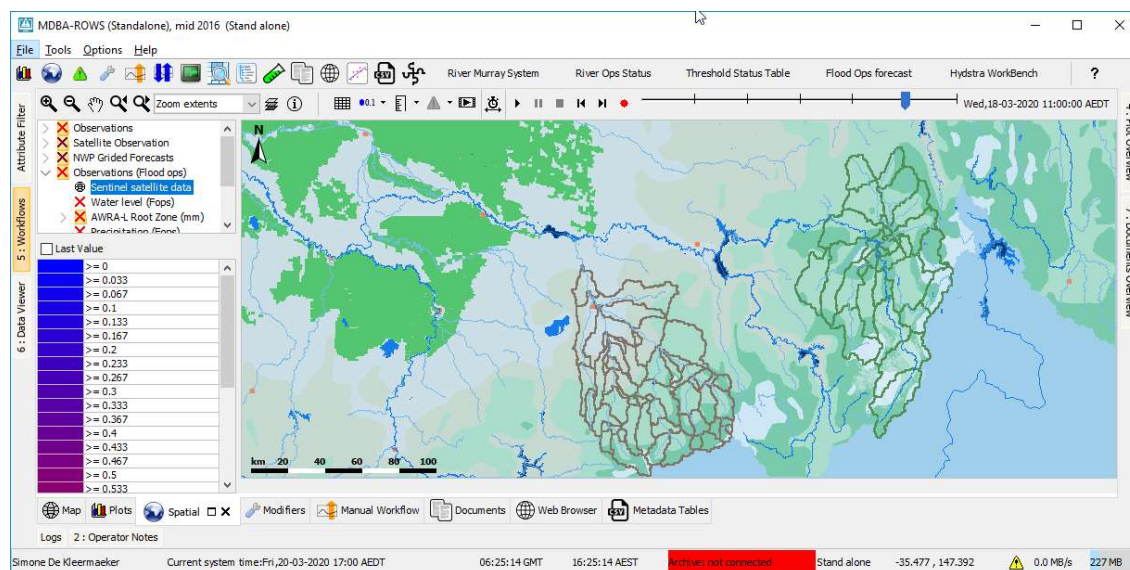 MDBA-ROWS (Standalone), mid 2016 (Stand alone)
File Tools Options Help
River Murray System River Ops Status Threshold Status Table Flood Ops forecast Hydstra WorkBench ?
Zoom extents 0.1 Wed,18-03-2020 11:00:00 AEDT
Attribute Filter
5 : Workflows
6 : Data Viewer
Observations
Satellite Observation
NWP Grided Forecasts
Observations (Flood ops)
Sentinel satellite data
Water level (Fops)
AWRA-L Root Zone (mm)
Precipitation (Fops)
Last Value
>= 0
>= 0.033
>= 0.067
>= 0.1
>= 0.133
>= 0.167
>= 0.2
>= 0.233
>= 0.267
>= 0.3
>= 0.333
>= 0.367
>= 0.4
>= 0.433
>= 0.467
>= 0.5
>= 0.533
N
km 20 40 60 80 100
Map Plots Spatial Modifiers Manual Workflow Documents Web Browser CSV Metadata Tables
Logs 2 : Operator Notes
Simone De Kleermaeker Current system time:Fri,20-03-2020 17:00 AEDT 06:25:14 GMT 16:25:14 AEST Archive: not connected Stand alone -35.477 , 147.392 0.0 MB/s 227 MB